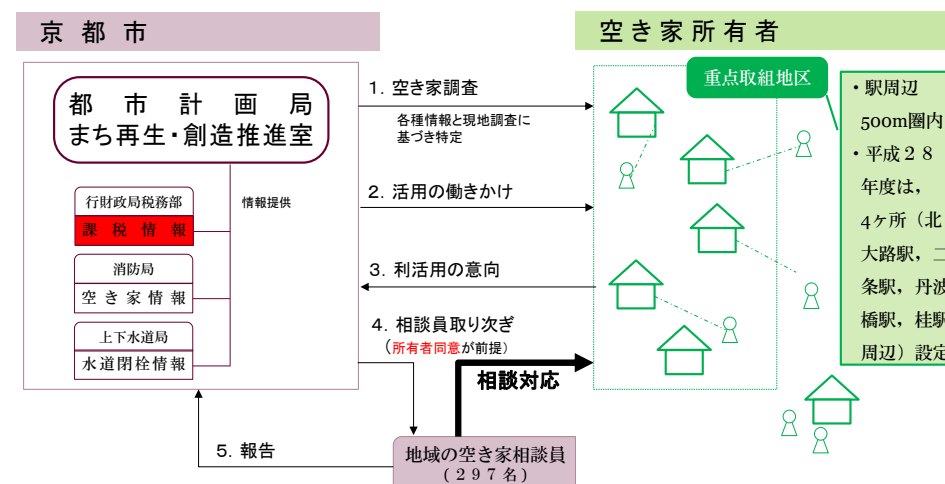 京都市
空き家所有者
都市計画局
まち再生・創造推進室
行財政局税務部
課税情報
消防局
空き家情報
上下水道局
水道閉栓情報
情報提供
1．空き家調査
各種情報と現地調査に
基づき特定
2．活用の働きかけ
3．利活用の意向
4．相談員取り次ぎ
（所有者同意が前提）
相談対応
5．報告
地域の空き家相談員
(２９７名)
重点取組地区
・駅周辺
500m圏内
・平成２８
年度は，
4ヶ所（北
大路駅，二
条駅，丹波
橋駅，桂駅
周辺）設定